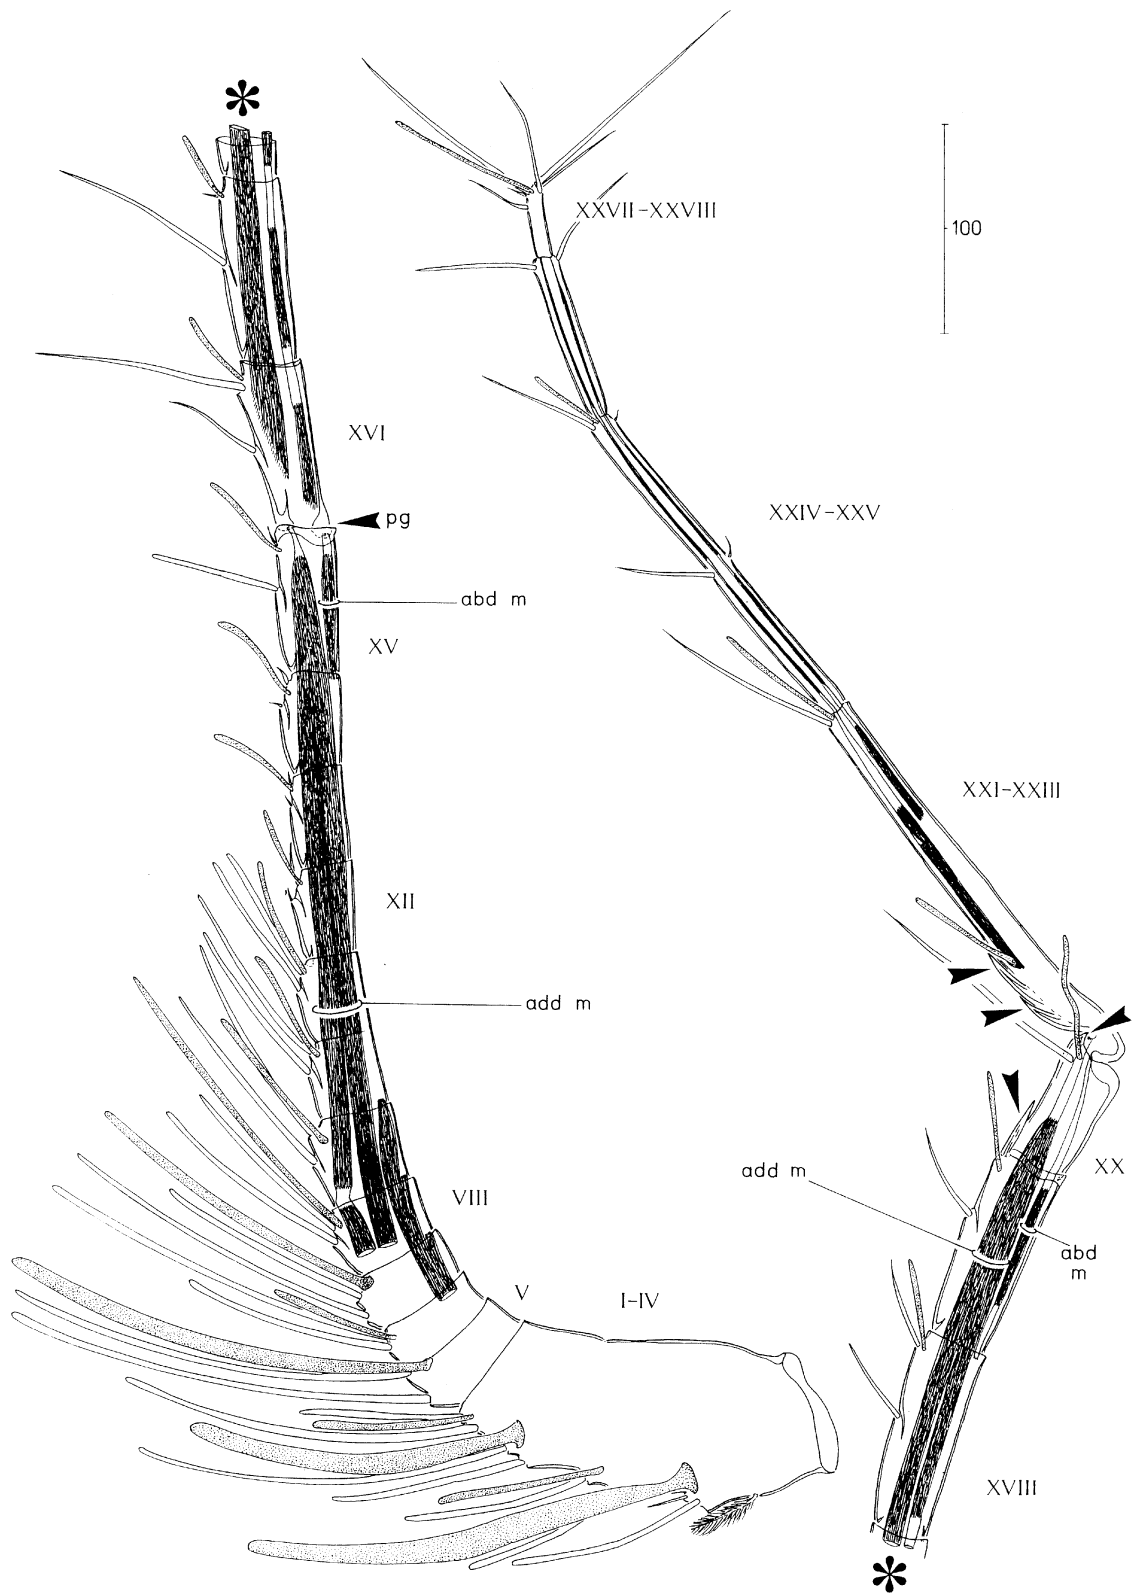 XXVII-XXVIII
100
XVI
pg
XXIV-XXV
abd m
XV
XXI-XXIII
XII
add m
add m
XX
VIII
abd
m
V
I-IV
XVIII